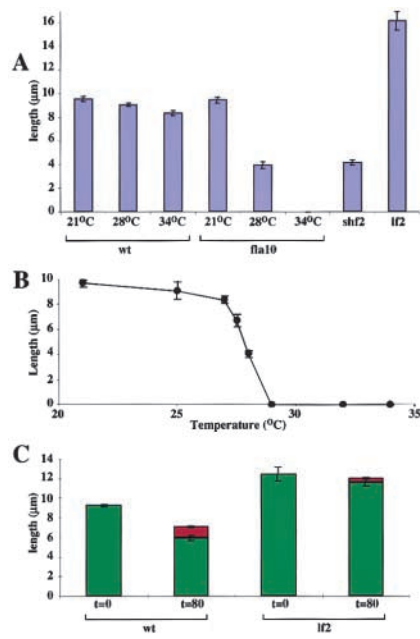 A
length (μm)
16
14
12
10
8
6
4
2
0
21°C 28°C 34°C 21°C 28°C 34°C shf2 lf2
wt fla10
B
Length (μm)
10
8
6
4
2
0
20 25 30 35
Temperature (°C)
C
length (μm)
14
12
10
8
6
4
2
0
t=0 t=80 t=0 t=80
wt lf2